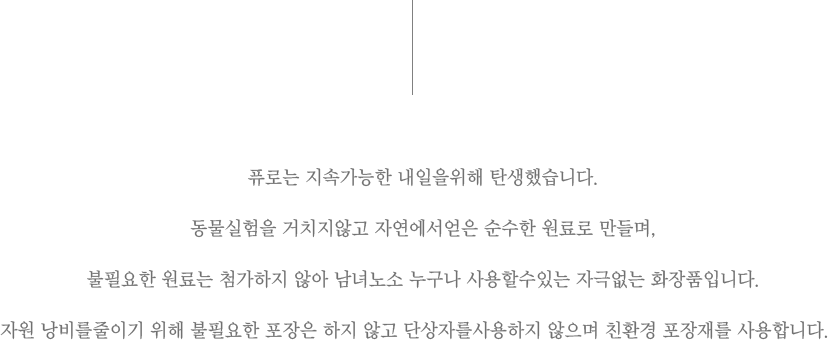 퓨로는 지속가능한 내일을위해 탄생했습니다.
동물실험을 거치지않고 자연에서얻은 순수한 원료로 만들며,
불필요한 원료는 첨가하지 않아 남녀노소 누구나 사용할수있는 자극없는 화장품입니다.
자원 낭비를줄이기 위해 불필요한 포장은 하지 않고 단상자를사용하지 않으며 친환경 포장재를 사용합니다.